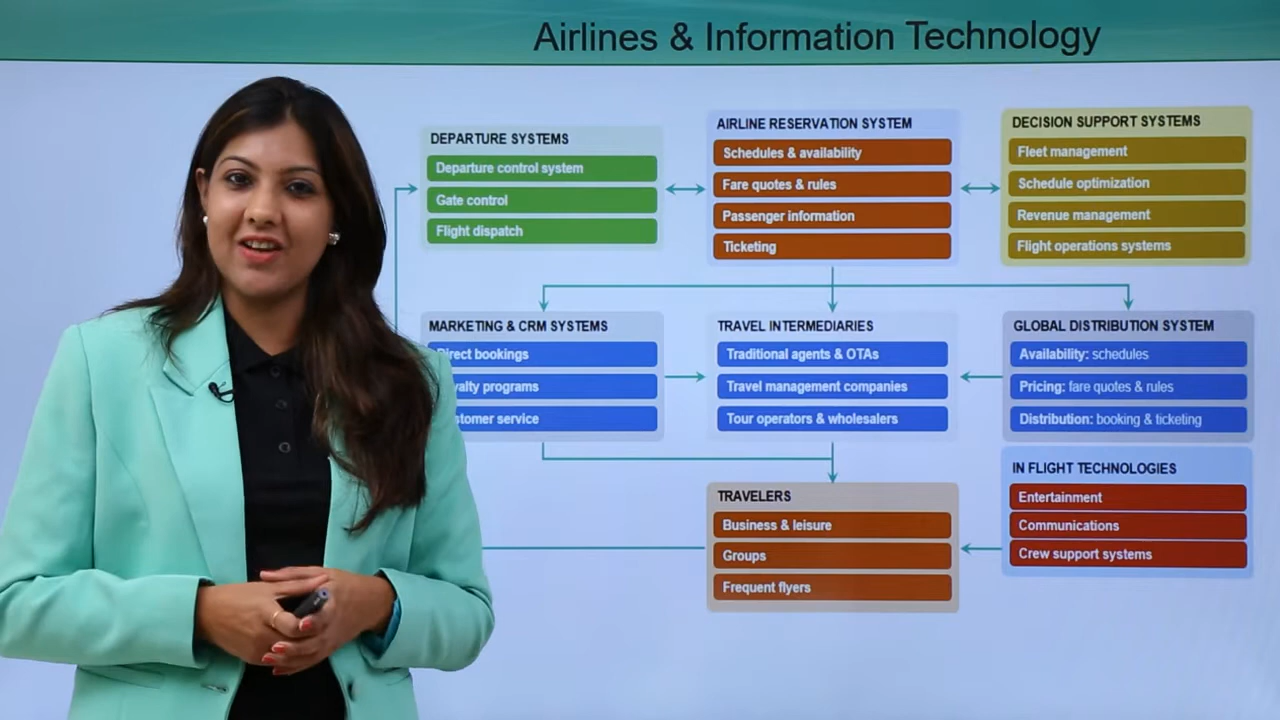 Airlines & Information Technology
DEPARTURE SYSTEMS
Departure control system
Gate control
Flight dispatch
AIRLINE RESERVATION SYSTEM
Schedules & availability
Fare quotes & rules
Passenger information
Ticketing
DECISION SUPPORT SYSTEMS
Fleet management
Schedule optimization
Revenue management
Flight operations systems
MARKETING & CRM SYSTEMS
bookings
programs
service
TRAVEL INTERMEDIARIES
Traditional agents & OTAs
Travel management companies
Tour operators & wholesalers
GLOBAL DISTRIBUTION SYSTEM
Availability: schedules
Pricing: fare quotes & rules
Distribution: booking & ticketing
TRAVELERS
Business & leisure
Groups
Frequent flyers
IN FLIGHT TECHNOLOGIES
Entertainment
Communications
Crew support systems